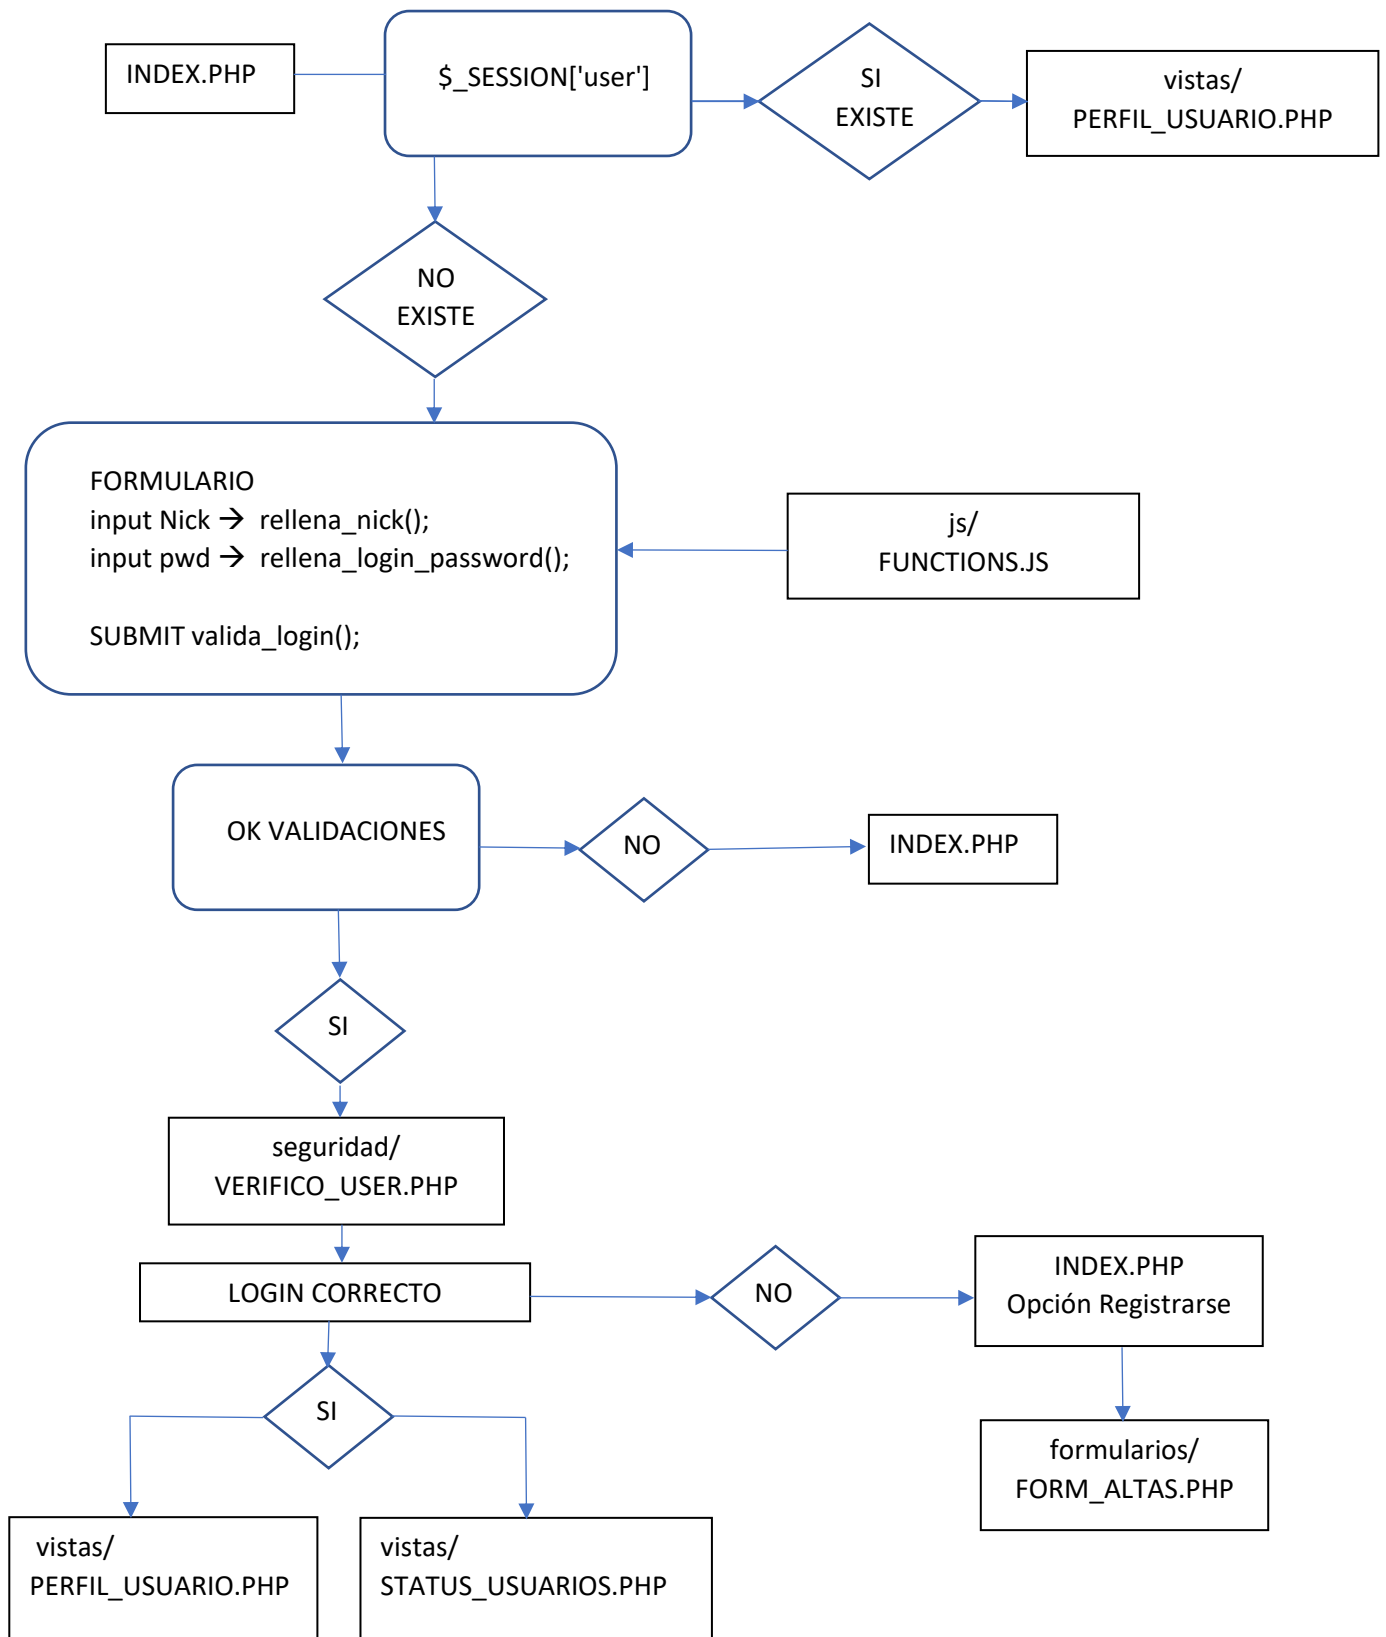 INDEX.PHP
$_SESSION['user']
SI
EXISTE
vistas/
PERFIL_USUARIO.PHP
NO
EXISTE
FORMULARIO
input Nick → rellena_nick();
input pwd → rellena_login_password();
SUBMIT valida_login();
js/
FUNCTIONS.JS
OK VALIDACIONES
NO
INDEX.PHP
SI
seguridad/
VERIFICO_USER.PHP
LOGIN CORRECTO
NO
INDEX.PHP
Opción Registrarse
SI
formularios/
FORM_ALTAS.PHP
vistas/
PERFIL_USUARIO.PHP
vistas/
STATUS_USUARIOS.PHP